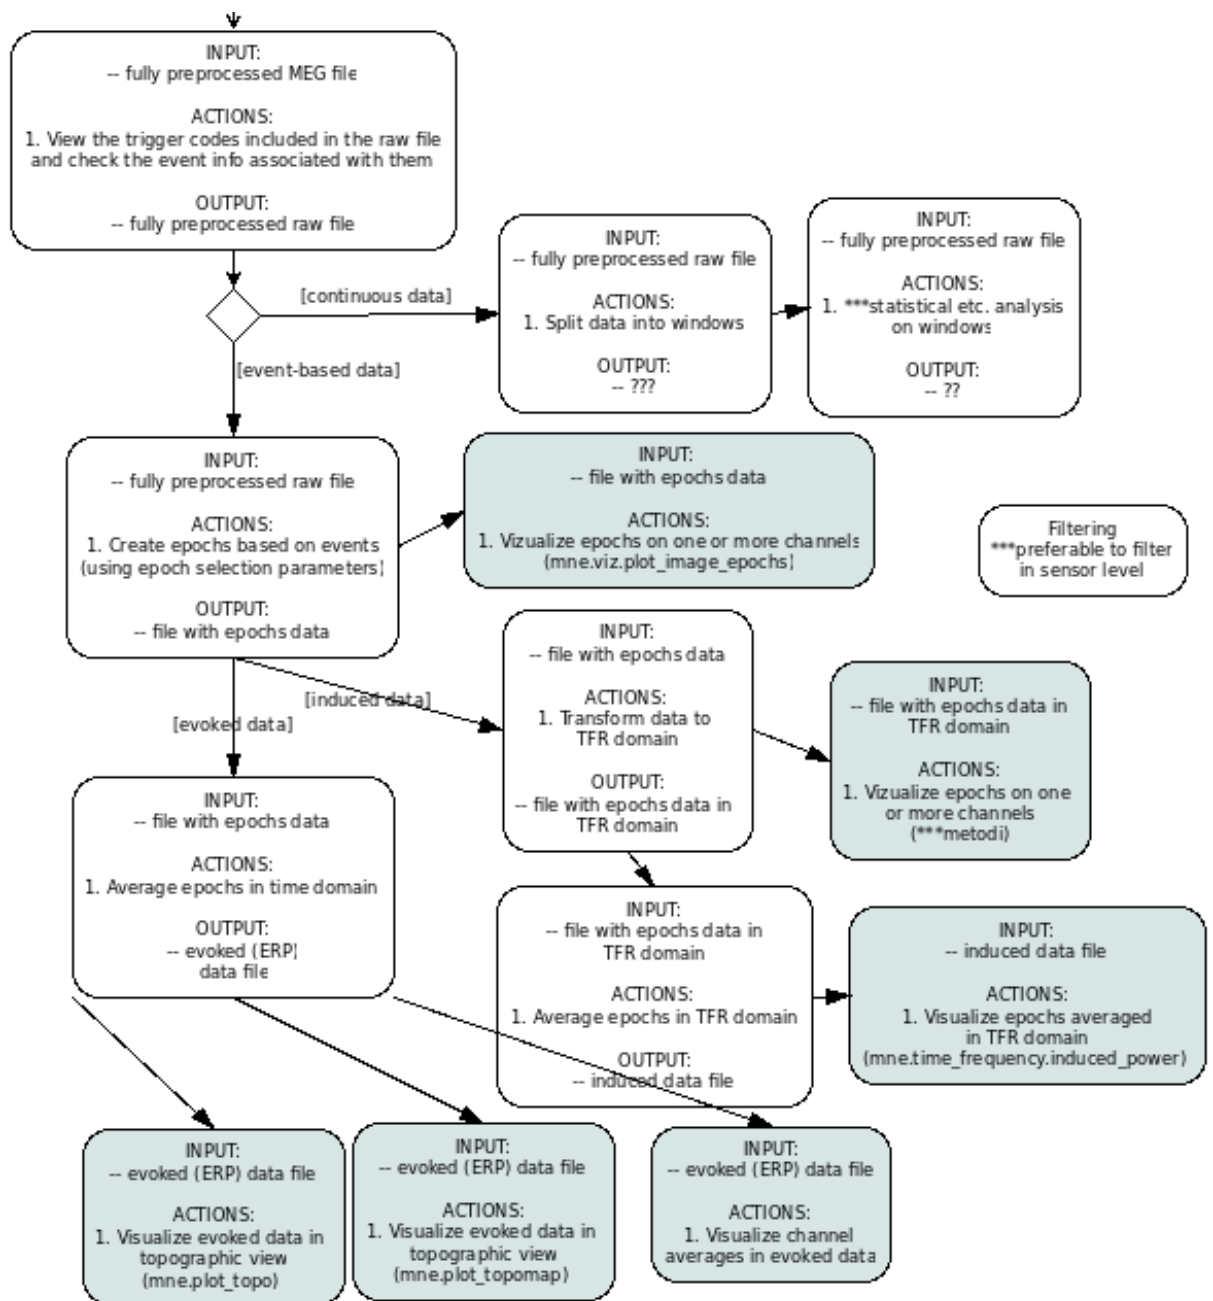 INPUT:
-- fully preprocessed MEG file
ACTIONS:
1. View the trigger codes included in the raw file
and check the event info associated with them
OUTPUT:
-- fully preprocessed raw file
[continuous data]
INPUT:
-- fully preprocessed raw file
ACTIONS:
1. Split data into windows
OUTPUT:
-- ???
INPUT:
-- fully preprocessed raw file
ACTIONS:
1. ***statistical etc. analysis
on windows
OUTPUT:
-- ??
[event-based data]
INPUT:
-- fully preprocessed raw file
ACTIONS:
1. Create epochs based on events
(using epoch selection parameters)
OUTPUT:
-- file with epochs data
INPUT:
-- file with epochs data
ACTIONS:
1. Vizualize epochs on one or more channels
(mne.viz.plot_image_epochs)
Filtering
***preferable to filter
in sensor level
[induced data]
[evoked data]
INPUT:
-- file with epochs data
ACTIONS:
1. Transform data to
TFR domain
OUTPUT:
-- file with epochs data in
TFR domain
INPUT:
-- file with epochs data in
TFR domain
ACTIONS:
1. Vizualize epochs on one
or more channels
(***metodi)
INPUT:
-- file with epochs data
ACTIONS:
1. Average epochs in time domain
OUTPUT:
-- evoked (ERP)
data file
INPUT:
-- file with epochs data in
TFR domain
ACTIONS:
1. Average epochs in TFR domain
OUTPUT:
-- induced data file
INPUT:
-- induced data file
ACTIONS:
1. Visualize epochs averaged
in TFR domain
(mne.time_frequency.induced_power)
INPUT:
-- evoked (ERP) data file
ACTIONS:
1. Visualize evoked data in
topographic view
(mne.plot_topo)
INPUT:
-- evoked (ERP) data file
ACTIONS:
1. Visualize evoked data in
topographic view
(mne.plot_topomap)
INPUT:
-- evoked (ERP) data file
ACTIONS:
1. Visualize channel
averages in evoked data